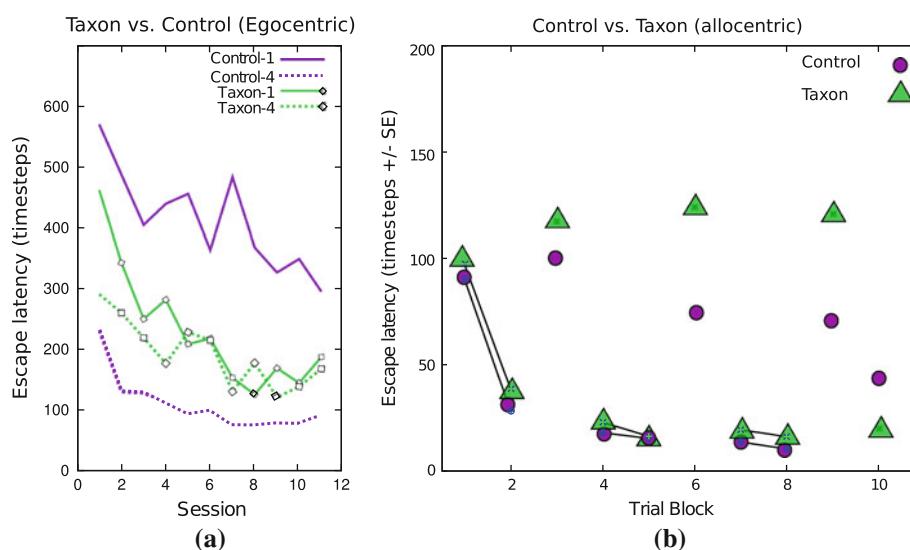 Taxon vs. Control (Egocentric)
Control-1
Control-4
Taxon-1
Taxon-4
Escape latency (timesteps)
700
600
500
400
300
200
100
0
0 2 4 6 8 10 12
Session
(a)
Control vs. Taxon (allocentric)
Control
Taxon
Escape latency (timesteps +/- SE)
200
150
100
50
0
2 4 6 8 10
Trial Block
(b)